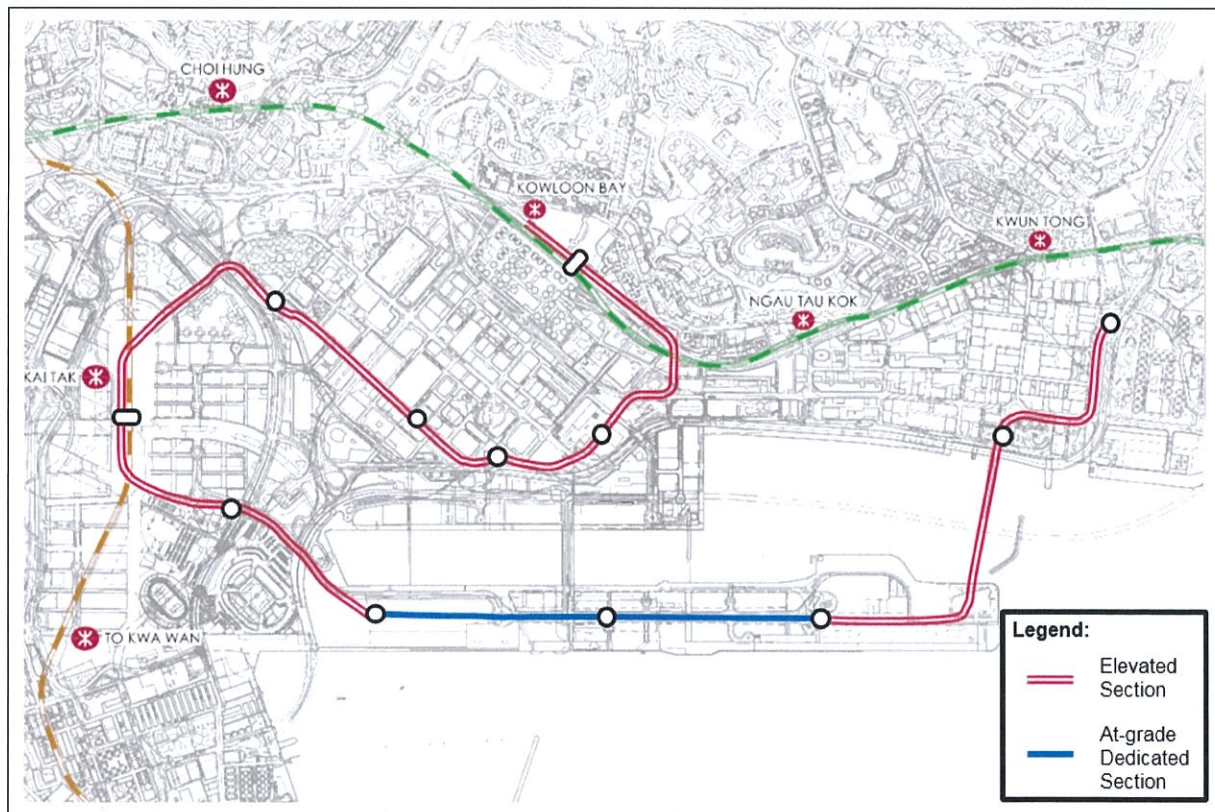 CHOI HUNG
KOWLOON BAY
KWUN TONG
NGAU TAU KOK
KAI TAK
TO KWA WAN
Legend:
Elevated
Section
At-grade
Dedicated
Section